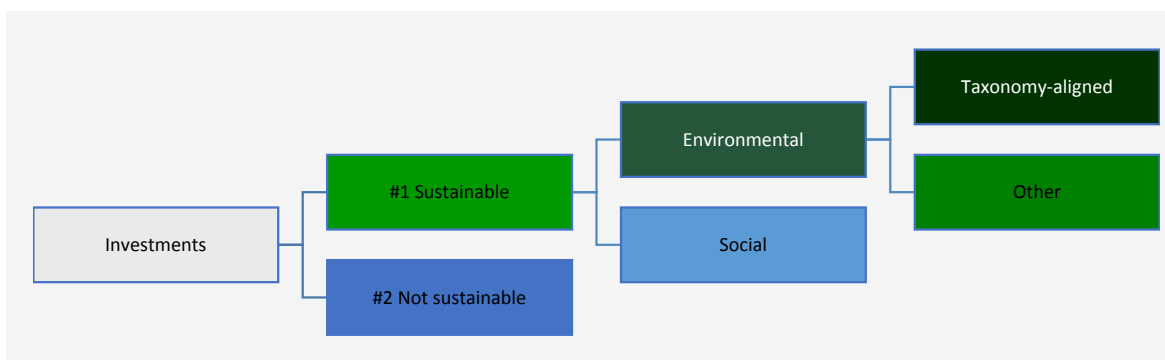 Taxonomy-aligned
Environmental
#1 Sustainable
Other
Investments
Social
#2 Not sustainable